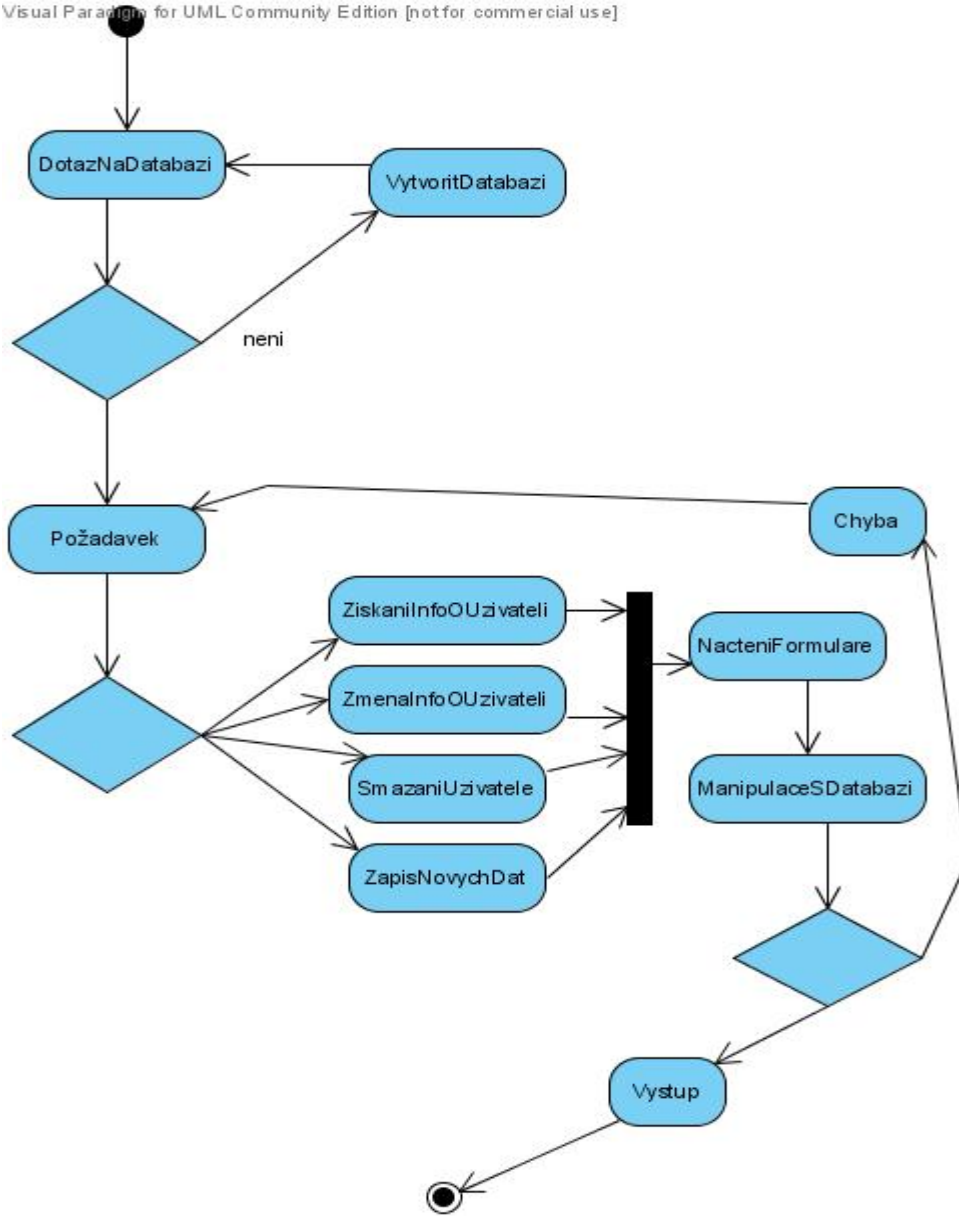 Visual Paradigm for UML Community Edition [not for commercial use]
DotazNaDatabazi
VytvoritDatabazi
neni
Požadavek
Chyba
ZiskaniInfoOUzivateli
NacteniFormulare
ZmenaInfoOUzivateli
SmazaniUzivatele
ManipulaceSDatabazi
ZapisNovychDat
Vystup